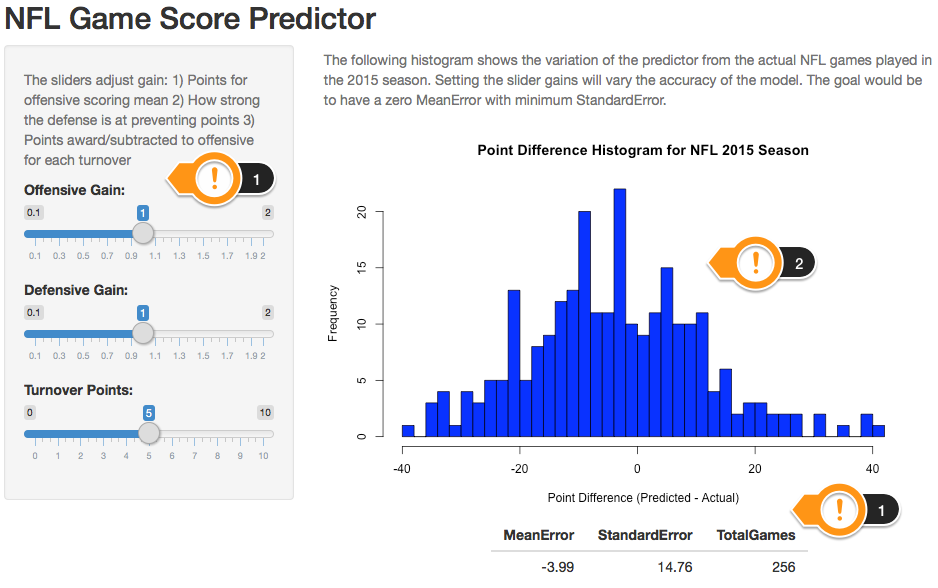 NFL Game Score Predictor
The sliders adjust gain: 1) Points for
offensive scoring mean 2) How strong
the defense is at preventing points 3)
Points award/subtracted to offensive
for each turnover
! 1
Offensive Gain:
0.1 1 2
0.1 0.3 0.5 0.7 0.9 1.1 1.3 1.5 1.7 1.9 2
Defensive Gain:
0.1 1 2
0.1 0.3 0.5 0.7 0.9 1.1 1.3 1.5 1.7 1.9 2
Turnover Points:
0 5 10
0 1 2 3 4 5 6 7 8 9 10
The following histogram shows the variation of the predictor from the actual NFL games played in
the 2015 season. Setting the slider gains will vary the accuracy of the model. The goal would be
to have a zero MeanError with minimum StandardError.
Point Difference Histogram for NFL 2015 Season
! 2
Frequency
20
15
10
5
0
-40 -20 0 20 40
Point Difference (Predicted - Actual)
! 1
MeanError StandardError TotalGames
-3.99 14.76 256